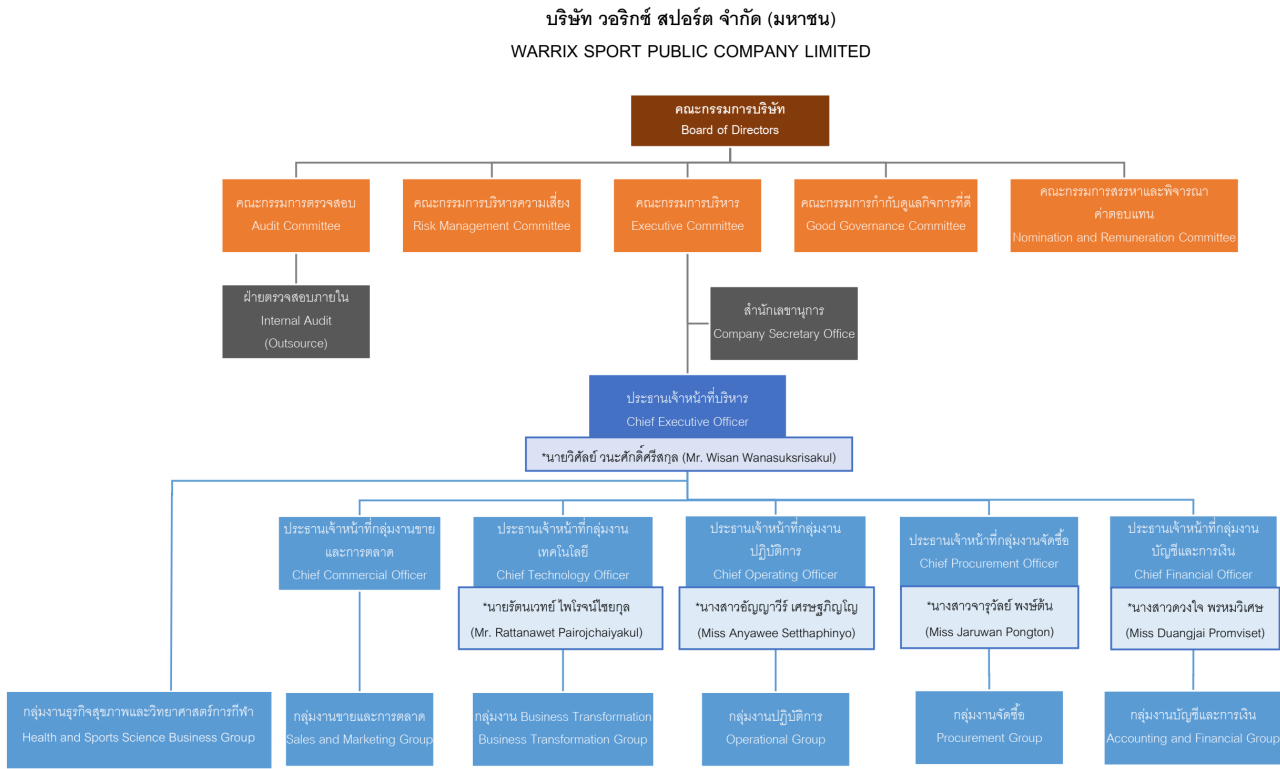 บริษัท วอริกซ์ สปอร์ต จำกัด (มหาชน)
WARRIX SPORT PUBLIC COMPANY LIMITED
คณะกรรมการบริษัท
Board of Directors
คณะกรรมการตรวจสอบ
Audit Committee
คณะกรรมการบริหารความเสี่ยง
Risk Management Committee
คณะกรรมการบริหาร
Executive Committee
คณะกรรมการกำกับดูแลกิจการที่ดี
Good Governance Committee
คณะกรรมการสรรหาและพิจารณา
ค่าตอบแทน
Nomination and Remuneration Committee
ฝ่ายตรวจสอบภายใน
Internal Audit
(Outsource)
สำนักเลขานุการ
Company Secretary Office
ประธานเจ้าหน้าที่บริหาร
Chief Executive Officer
*นายวิศัลย์ วนะศักดิ์ศรีสกุล (Mr. Wisan Wanasuksrisakul)
ประธานเจ้าหน้าที่กลุ่มงานขาย
และการตลาด
Chief Commercial Officer
ประธานเจ้าหน้าที่กลุ่มงาน
เทคโนโลยี
Chief Technology Officer
*นายรัตนเวทย์ ไพโรจน์ไชยกุล
(Mr. Rattanawet Pairojchaiyakul)
ประธานเจ้าหน้าที่กลุ่มงาน
ปฏิบัติการ
Chief Operating Officer
*นางสาวอัญญาวีร์ เศรษฐภิญโญ
(Miss Anyawee Setthaphinyo)
ประธานเจ้าหน้าที่กลุ่มงานจัดซื้อ
Chief Procurement Officer
*นางสาวจารุวัลย์ พงษ์ต้น
(Miss Jaruwan Pongton)
ประธานเจ้าหน้าที่กลุ่มงาน
บัญชีและการเงิน
Chief Financial Officer
*นางสาวดวงใจ พรหมวิเศษ
(Miss Duangjai Promviset)
กลุ่มงานธุรกิจสุขภาพและวิทยาศาสตร์การกีฬา
Health and Sports Science Business Group
กลุ่มงานขายและการตลาด
Sales and Marketing Group
กลุ่มงาน Business Transformation
Business Transformation Group
กลุ่มงานปฏิบัติการ
Operational Group
กลุ่มงานจัดซื้อ
Procurement Group
กลุ่มงานบัญชีและการเงิน
Accounting and Financial Group